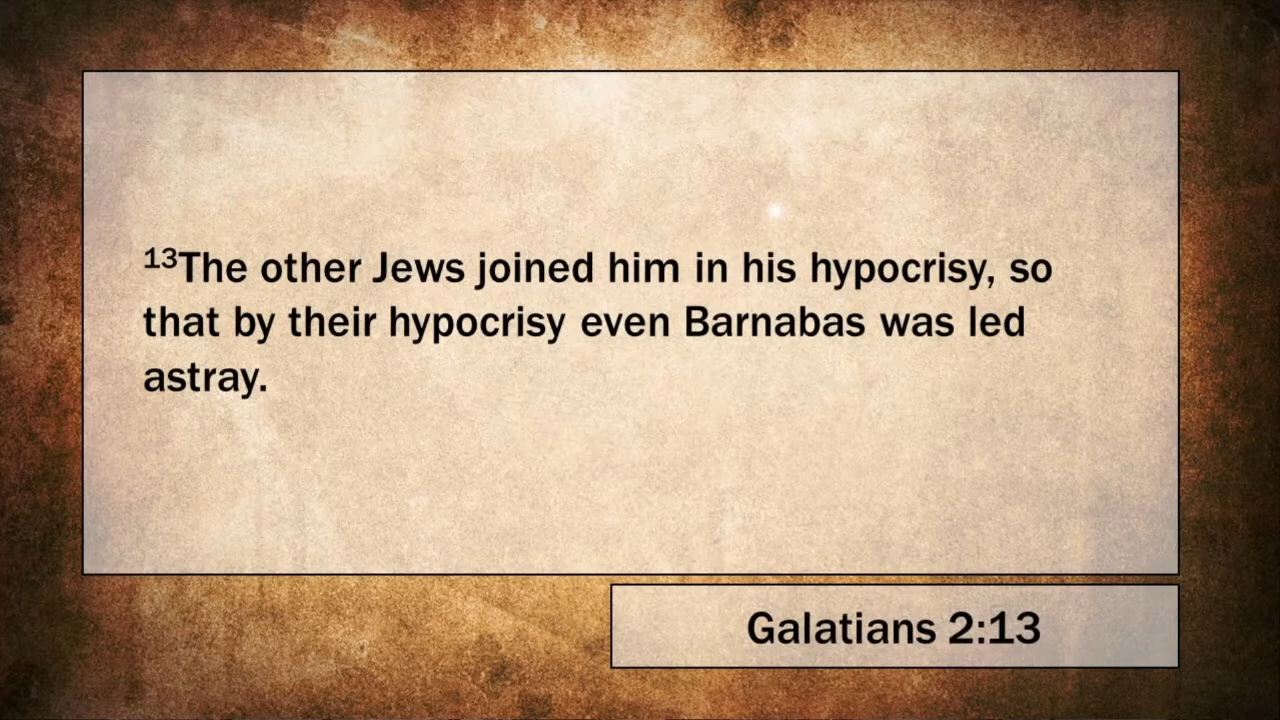 ¹³The other Jews joined him in his hypocrisy, so
that by their hypocrisy even Barnabas was led
astray.
Galatians 2:13